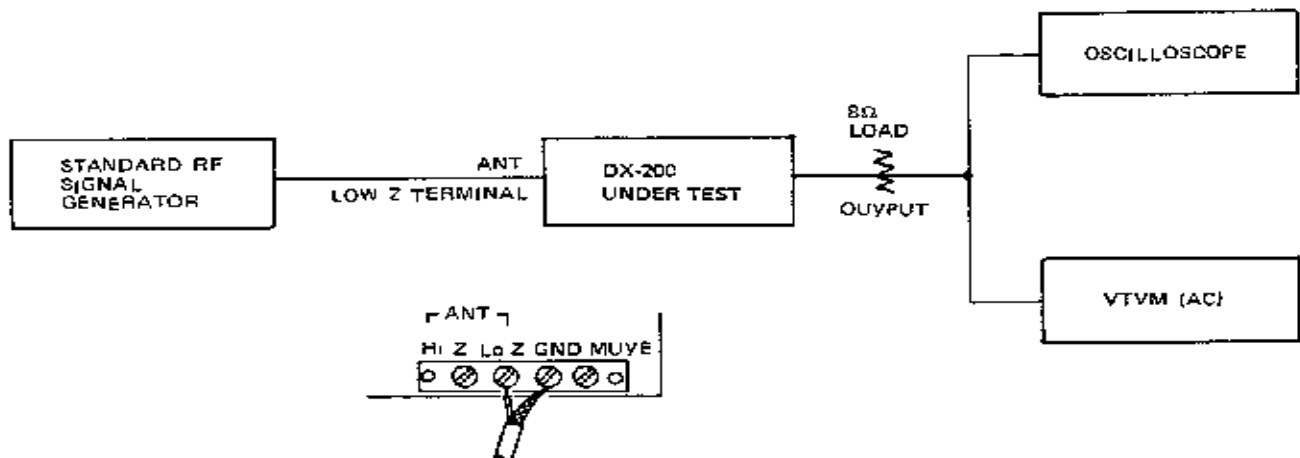 OSCILLOSCOPE
8Ω
LOAD
STANDARD RF
SIGNAL
GENERATOR
ANT
LOW Z TERMINAL
DX-200
UNDER TEST
OUVPUT
VTVM (AC)
ANT
Hi Z Lo Z GND MUVE